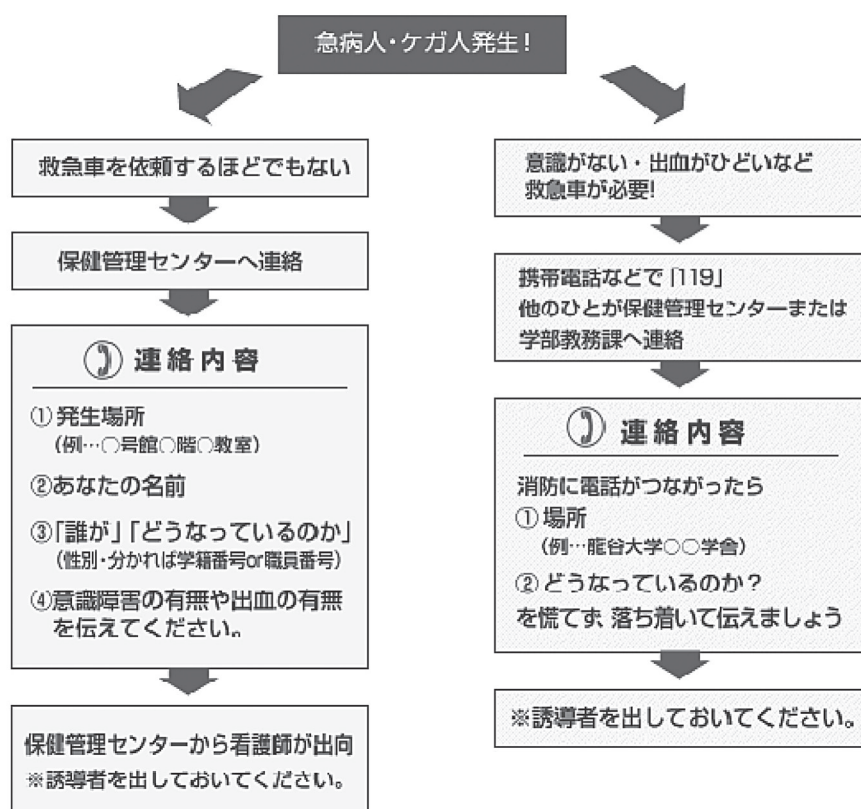 急病人・ケガ人発生!
救急車を依頼するほどでもない
保健管理センターへ連絡
連絡内容
①発生場所
(例…○号館○階○教室)
②あなたの名前
③「誰が」「どうなっているのか」
(性別・分かれば学籍番号or職員番号)
④意識障害の有無や出血の有無
を伝えてください。
保健管理センターから看護師が出向
※誘導者を出しておいてください。
意識がない・出血がひどいなど
救急車が必要!
携帯電話などで「119」
他のひとが保健管理センターまたは
学部教務課へ連絡
連絡内容
消防に電話がつながったら
①場所
(例…龍谷大学○○学舎)
②どうなっているのか?
を慌てず、落ち着いて伝えましょう
※誘導者を出しておいてください。